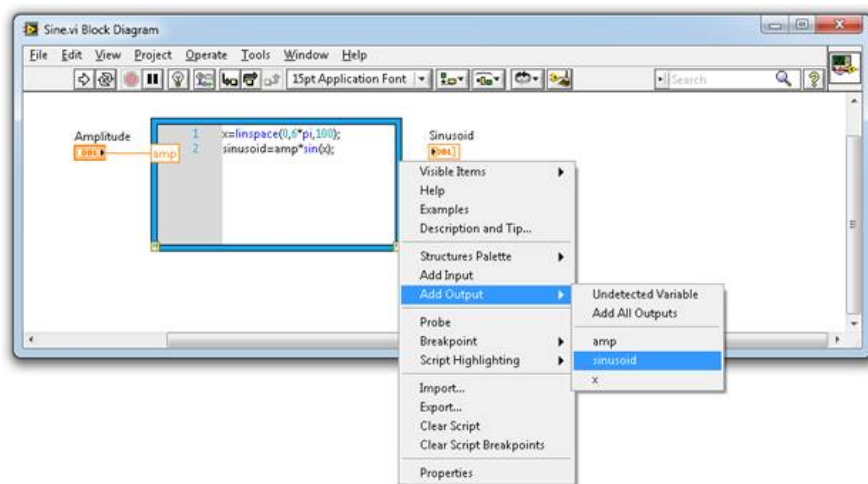 Sine.vi Block Diagram
File Edit View Project Operate Tools Window Help
15pt Application Font
Search
Amplitude
DBL
amp
1 x=linspace(0,6*pi,100);
2 sinusoid=amp*sin(x);
Sinusoid
DBL
Visible Items
Help
Examples
Description and Tip...
Structures Palette
Add Input
Add Output
Probe
Breakpoint
Script Highlighting
Import...
Export...
Clear Script
Clear Script Breakpoints
Properties
Undetected Variable
Add All Outputs
amp
sinusoid
x